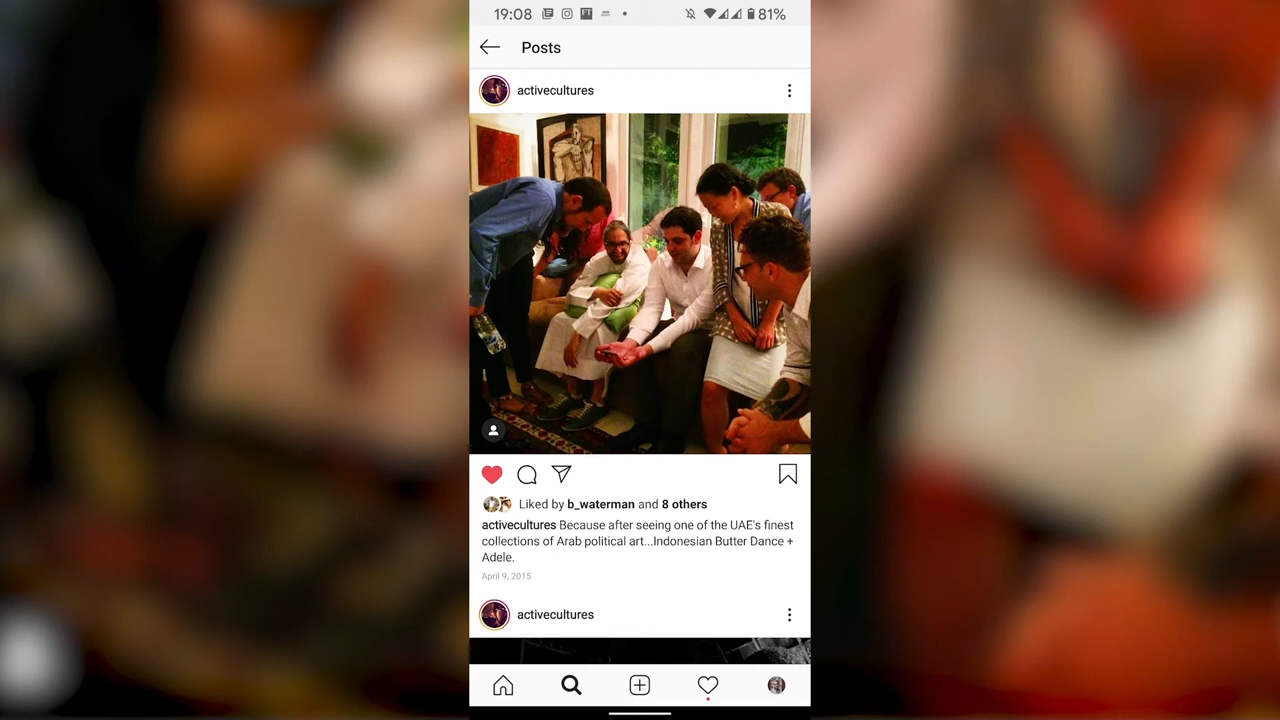 19:08
81%
Posts
activecultures
Liked by b_waterman and 8 others
activecultures Because after seeing one of the UAE's finest
collections of Arab political art...Indonesian Butter Dance +
Adele.
April 9, 2015
activecultures